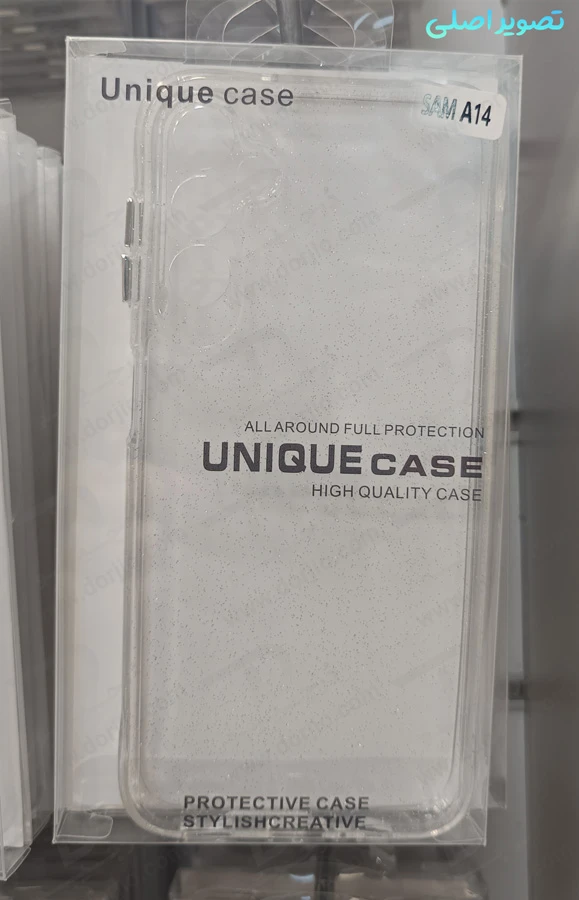 تصویر اصلی
Unique case
SAM A14
ALL AROUND FULL PROTECTION
UNIQUE CASE
HIGH QUALITY CASE
PROTECTIVE CASE
STYLISHCREATIVE